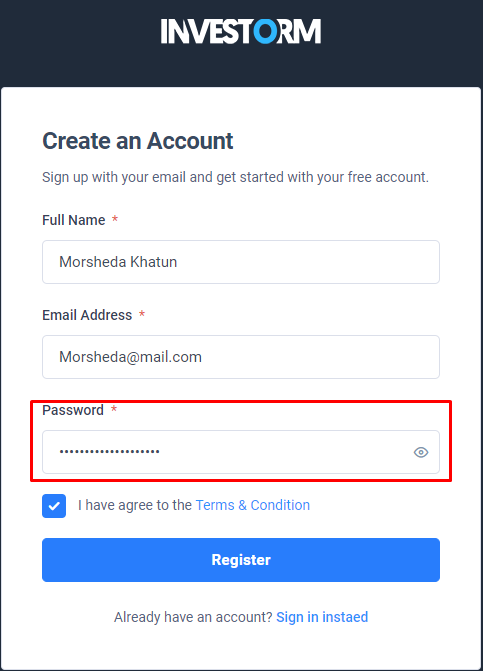 INVESTORM
Create an Account
Sign up with your email and get started with your free account.
Full Name *
Morsheda Khatun
Email Address *
Morsheda@mail.com
Password *
••••••••••••••••••••
I have agree to the Terms & Condition
Register
Already have an account? Sign in instaed